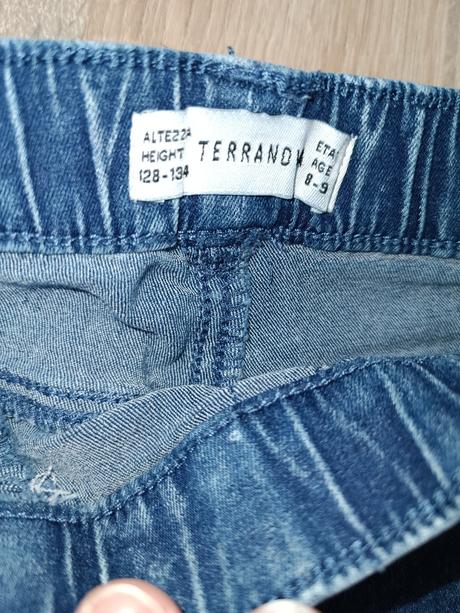 ALTEZZA
HEIGHT
128-134
TERRANOVA
ETA'
AGE
8-9